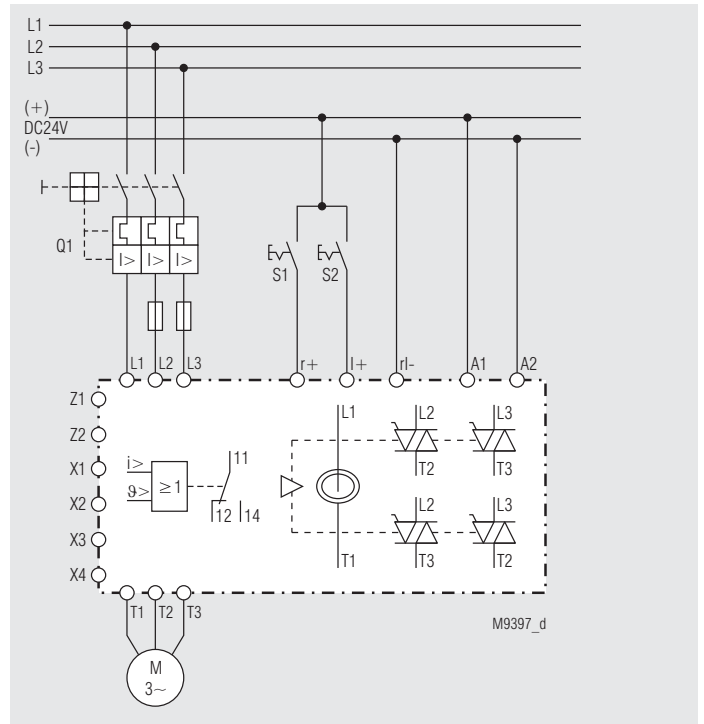 L1
L2
L3
(+)
DC24V
(-)
Q1
I> I> I>
S1 S2
L1 L2 L3 r+ l+ rl- A1 A2
Z1
Z2
X1
X2
X3
X4
i>
ϑ>
≥1
11
12 14
L1 L2 L3
T2 T3
L2 L3
T1 T3 T2
T1 T2 T3
M9397_d
M
3~